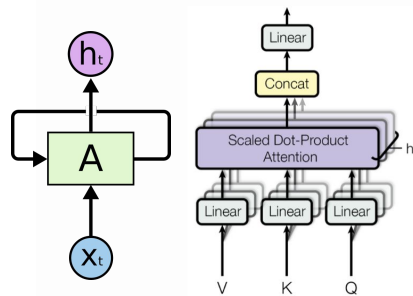 hₜ
A
xₜ
Linear
Concat
Scaled Dot-Product
Attention
h
Linear Linear Linear
V K Q